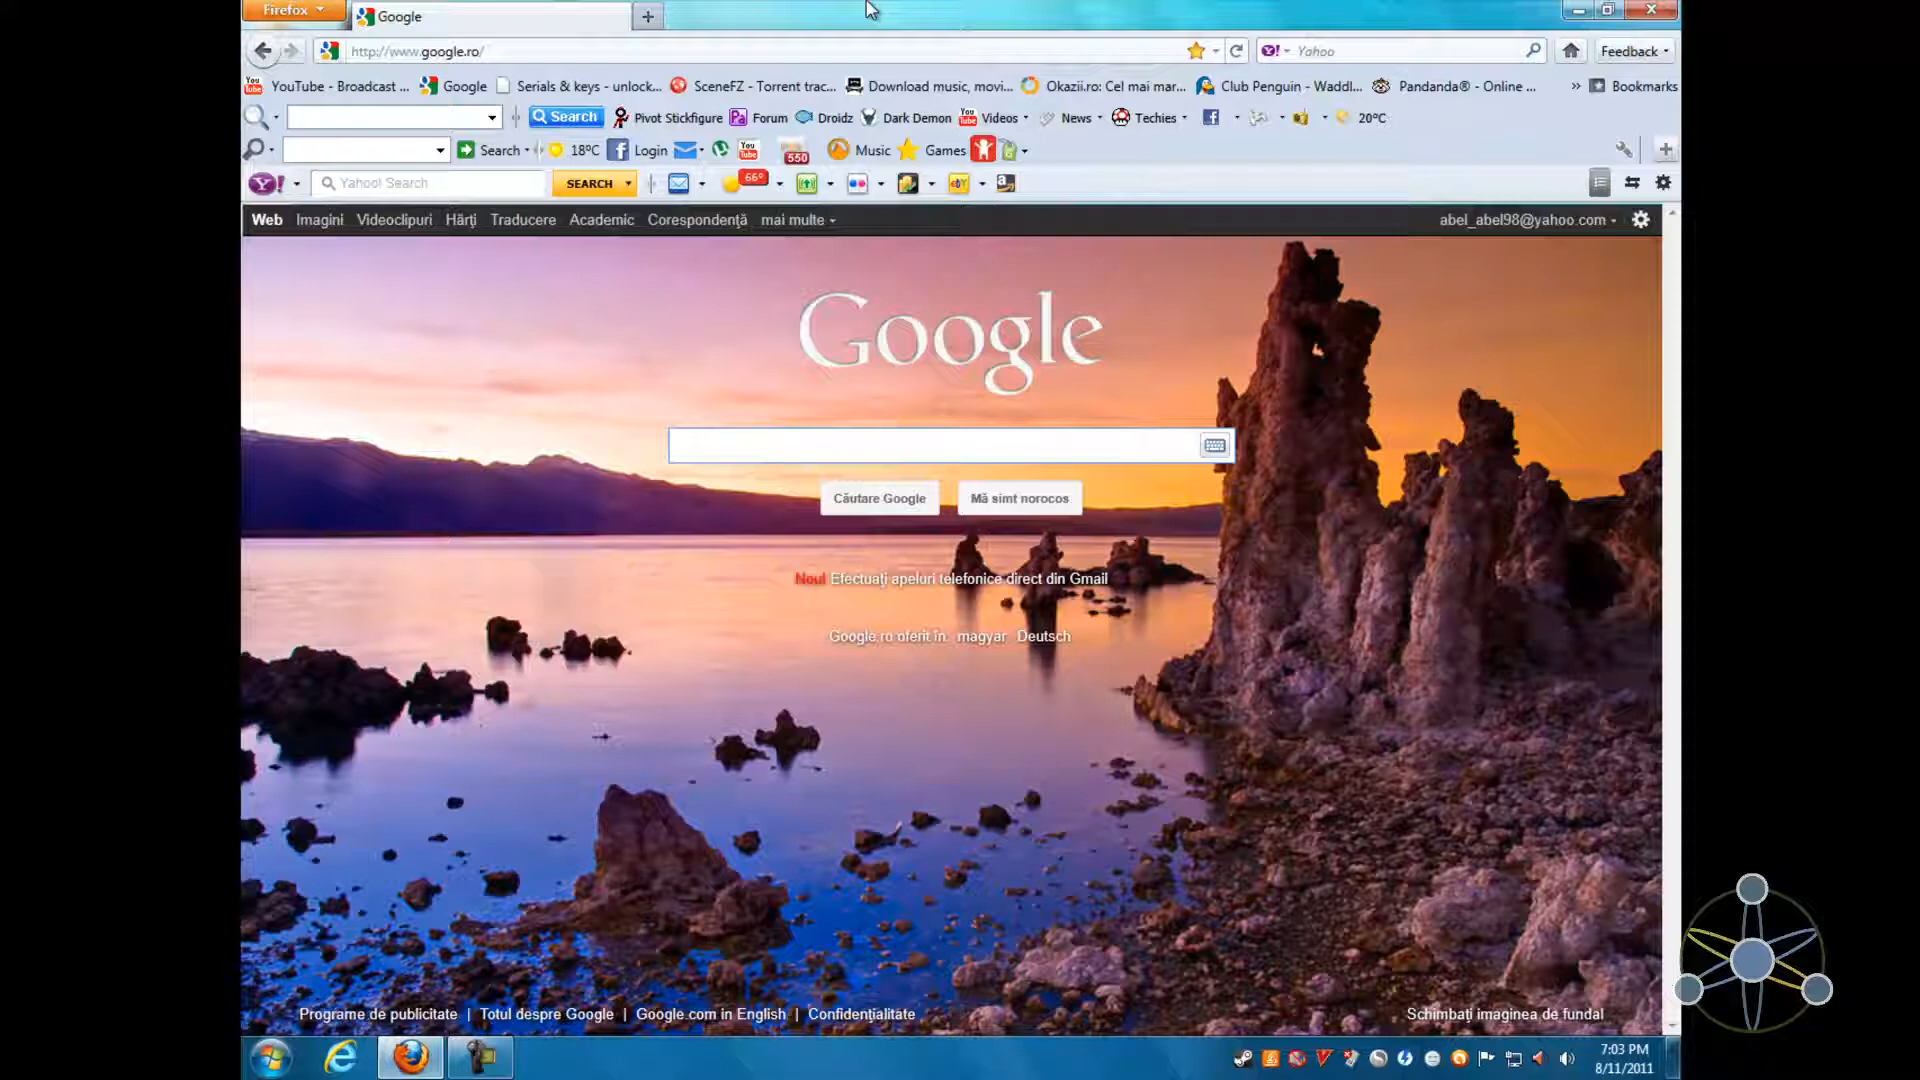 Firefox
Google
http://www.google.ro/
Yahoo
Feedback
YouTube - Broadcast ...
Google
Serials & keys - unlock...
SceneFZ - Torrent trac...
Download music, movi...
Okazii.ro: Cel mai mar...
Club Penguin - Waddl...
Pandanda® - Online ...
Bookmarks
Search
Pivot Stickfigure
Forum
Droidz
Dark Demon
Videos
News
Techies
20°C
Search
18°C
Login
550
Music
Games
Yahoo! Search
SEARCH
66°
Web Imagini Videoclipuri Hărţi Traducere Academic Corespondenţă mai multe
abel_abel98@yahoo.com
Google
Căutare Google
Mă simt norocos
Nou! Efectuaţi apeluri telefonice direct din Gmail
Google.ro oferit în: magyar Deutsch
Programe de publicitate | Totul despre Google | Google.com in English | Confidenţialitate
Schimbaţi imaginea de fundal
7:03 PM
8/11/2011